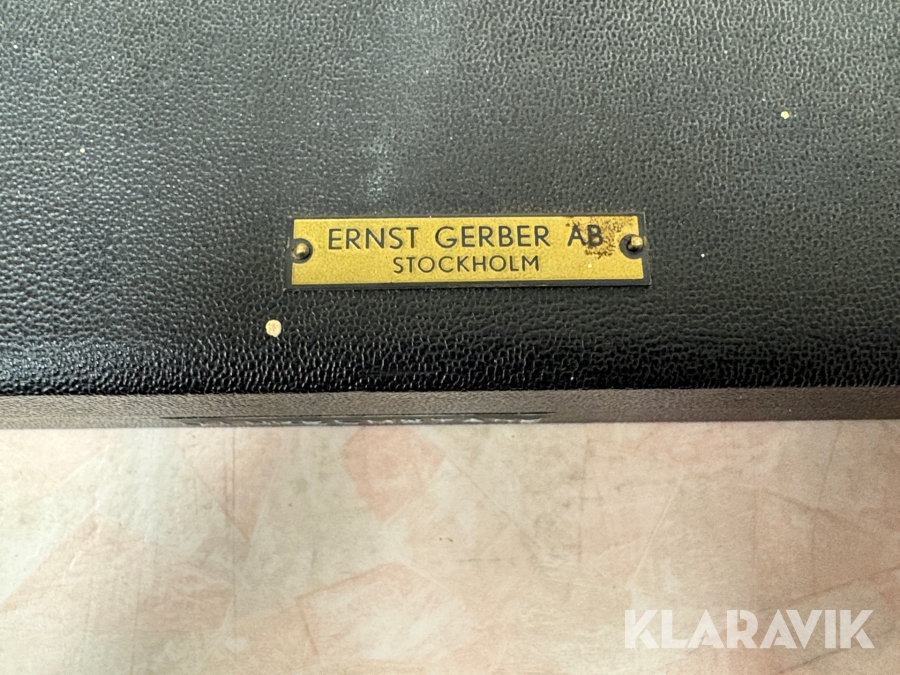 ERNST GERBER AB
STOCKHOLM
KLARAVIK